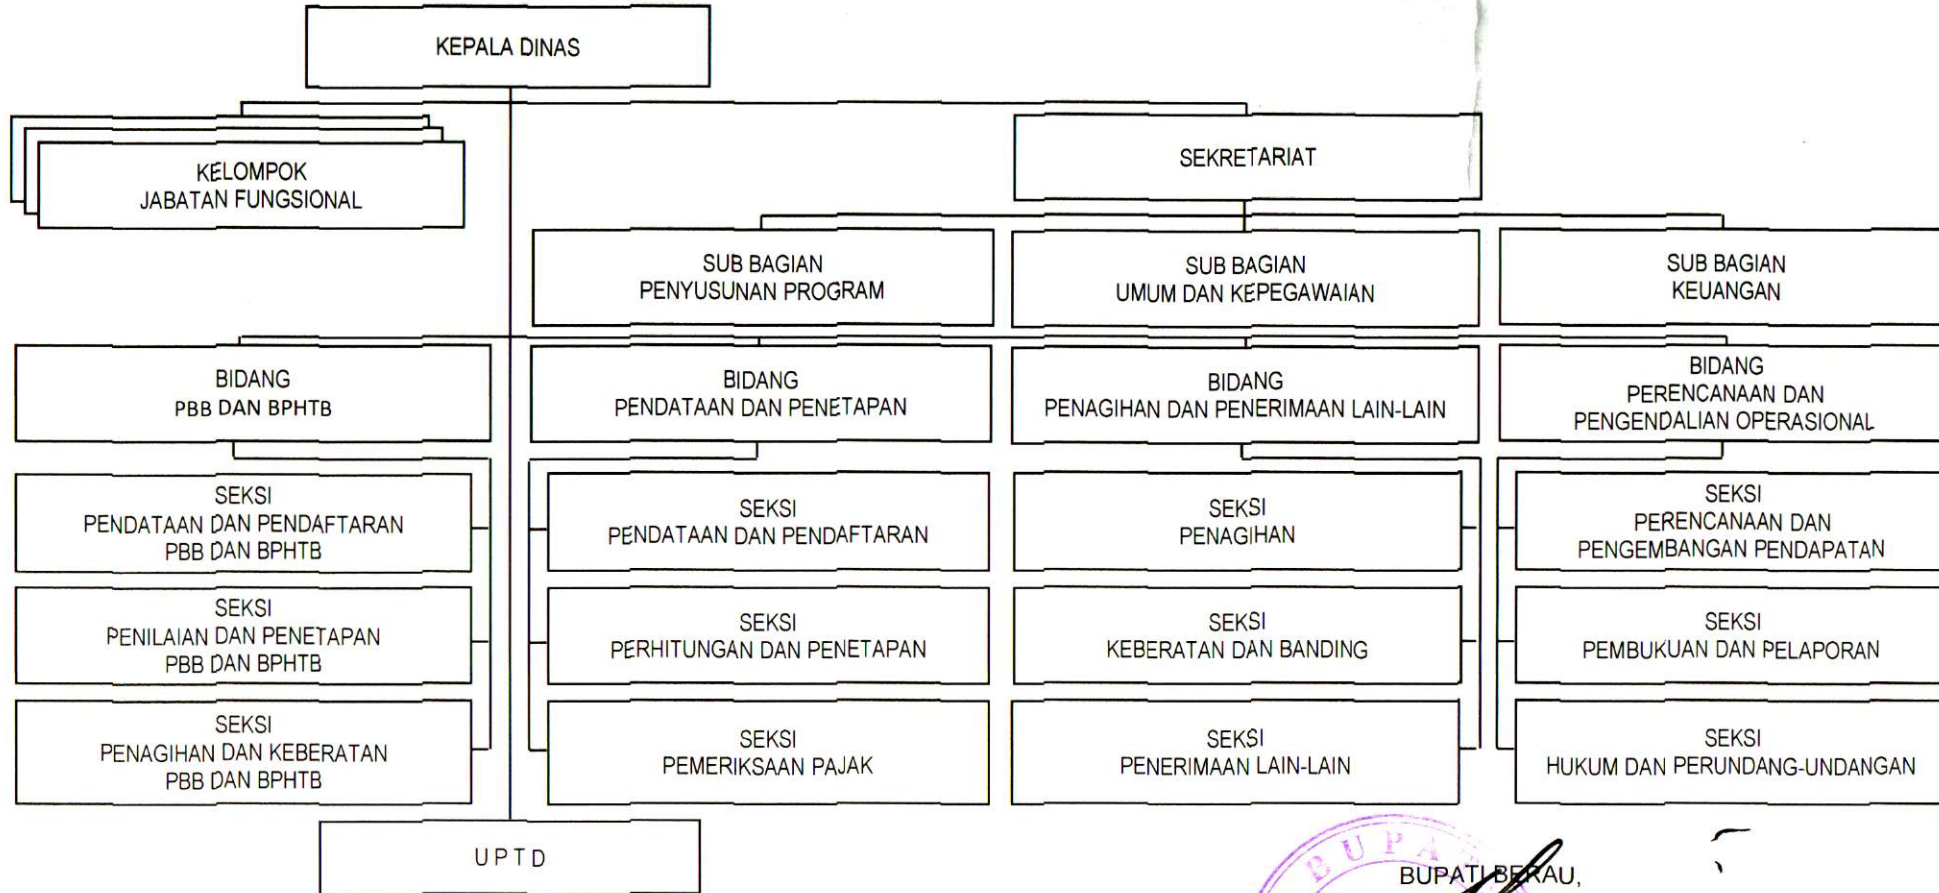 KEPALA DINAS
KELOMPOK
JABATAN FUNGSIONAL
SEKRETARIAT
SUB BAGIAN
PENYUSUNAN PROGRAM
SUB BAGIAN
UMUM DAN KEPEGAWAIAN
SUB BAGIAN
KEUANGAN
BIDANG
PBB DAN BPHTB
BIDANG
PENDATAAN DAN PENETAPAN
BIDANG
PENAGIHAN DAN PENERIMAAN LAIN-LAIN
BIDANG
PERENCANAAN DAN
PENGENDALIAN OPERASIONAL
SEKSI
PENDATAAN DAN PENDAFTARAN
PBB DAN BPHTB
SEKSI
PENDATAAN DAN PENDAFTARAN
SEKSI
PENAGIHAN
SEKSI
PERENCANAAN DAN
PENGEMBANGAN PENDAPATAN
SEKSI
PENILAIAN DAN PENETAPAN
PBB DAN BPHTB
SEKSI
PERHITUNGAN DAN PENETAPAN
SEKSI
KEBERATAN DAN BANDING
SEKSI
PEMBUKUAN DAN PELAPORAN
SEKSI
PENAGIHAN DAN KEBERATAN
PBB DAN BPHTB
SEKSI
PEMERIKSAAN PAJAK
SEKSI
PENERIMAAN LAIN-LAIN
SEKSI
HUKUM DAN PERUNDANG-UNDANGAN
UPTD
BUPATI BERAU,